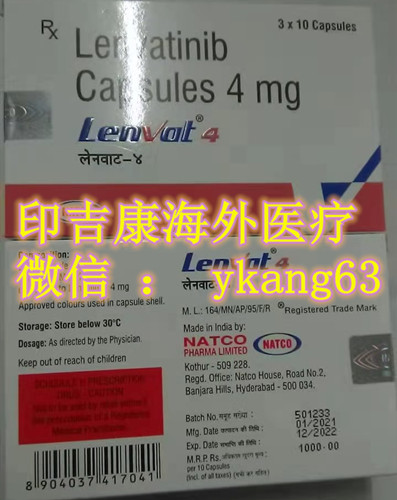 Rx
Lenvatinib
3 x 10 Capsules
Capsules 4 mg
LenVat® 4
लेनवाट-४
印吉康海外医疗
微信 ： ykang63
LenVat® 4
4 mg
लेनवाट
Approved colours used in capsule shell.
M. L.: 164/MN/AP/95/F/R
®Registered Trade Mark
Storage: Store below 30°C
Dosage: As directed by the Physician.
Keep out of reach of children
Made in India by:
NATCO
PHARMA LIMITED
NATCO
Kothur - 509 228.
Regd. Office: Natco House, Road No.2,
Banjara Hills, Hyderabad - 500 034.
Batch No.
501233
Mfg. Date
01/2021
Exp. Date
12/2022
M.R.P. Rs.
1000.00
per 10 Capsules
(Incl. of all taxes)
8 904037 417041